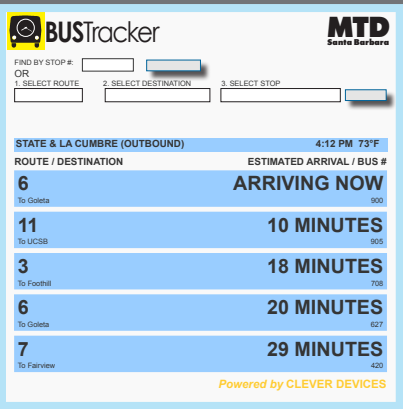 BUSTracker
MTD
Santa Barbara
FIND BY STOP #:
OR
1. SELECT ROUTE 2. SELECT DESTINATION 3. SELECT STOP
STATE & LA CUMBRE (OUTBOUND) 4:12 PM 73°F
ROUTE / DESTINATION ESTIMATED ARRIVAL / BUS #
6 ARRIVING NOW
To Goleta 900
11 10 MINUTES
To UCSB 905
3 18 MINUTES
To Foothill 708
6 20 MINUTES
To Goleta 627
7 29 MINUTES
To Fairview 420
Powered by CLEVER DEVICES